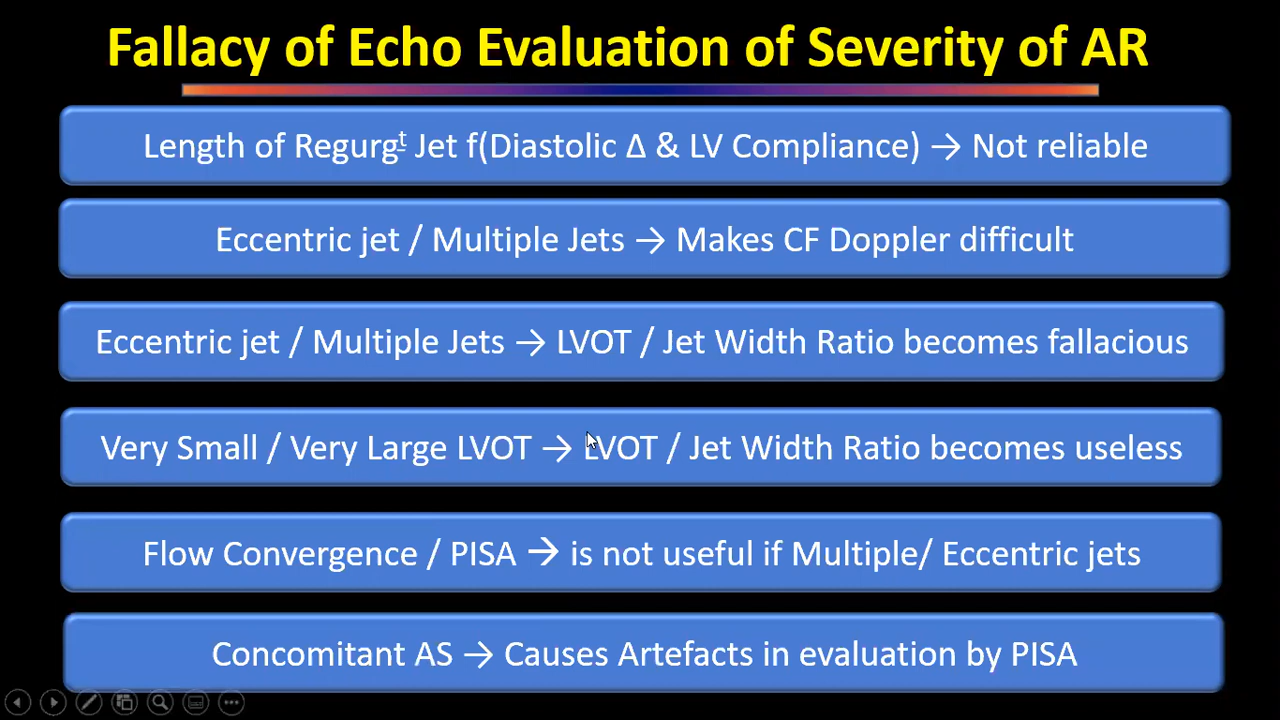 Fallacy of Echo Evaluation of Severity of AR
Length of Regurgᵗ Jet f(Diastolic Δ & LV Compliance) → Not reliable
Eccentric jet / Multiple Jets → Makes CF Doppler difficult
Eccentric jet / Multiple Jets → LVOT / Jet Width Ratio becomes fallacious
Very Small / Very Large LVOT → LVOT / Jet Width Ratio becomes useless
Flow Convergence / PISA → is not useful if Multiple/ Eccentric jets
Concomitant AS → Causes Artefacts in evaluation by PISA